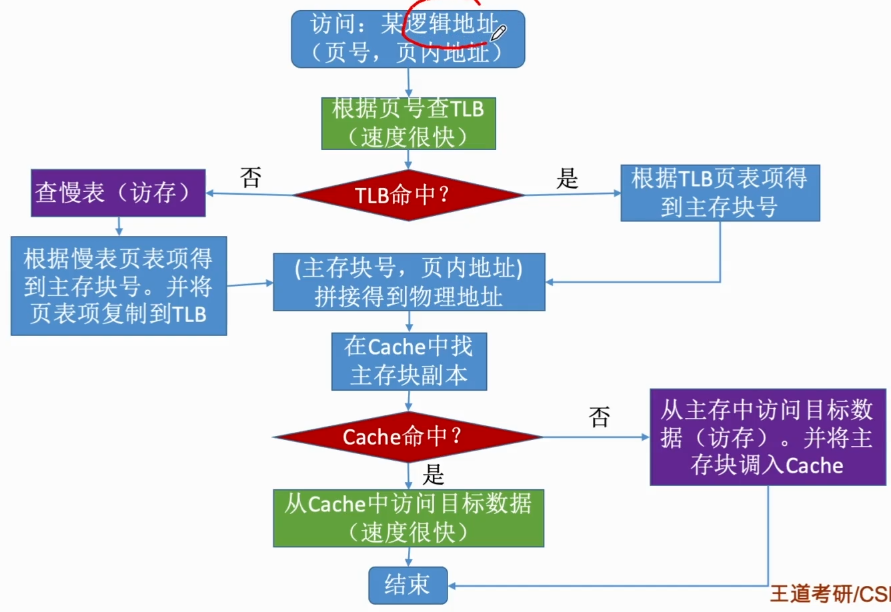 访问：某逻辑地址
（页号，页内地址）
根据页号查TLB
（速度很快）
否
TLB命中？
是
查慢表（访存）
根据TLB页表项得
到主存块号
根据慢表页表项得
到主存块号。并将
页表项复制到TLB
(主存块号，页内地址)
拼接得到物理地址
在Cache中找
主存块副本
Cache命中？
否
从主存中访问目标数
据（访存）。并将主
存块调入Cache
是
从Cache中访问目标数据
（速度很快）
结束
王道考研/CSK